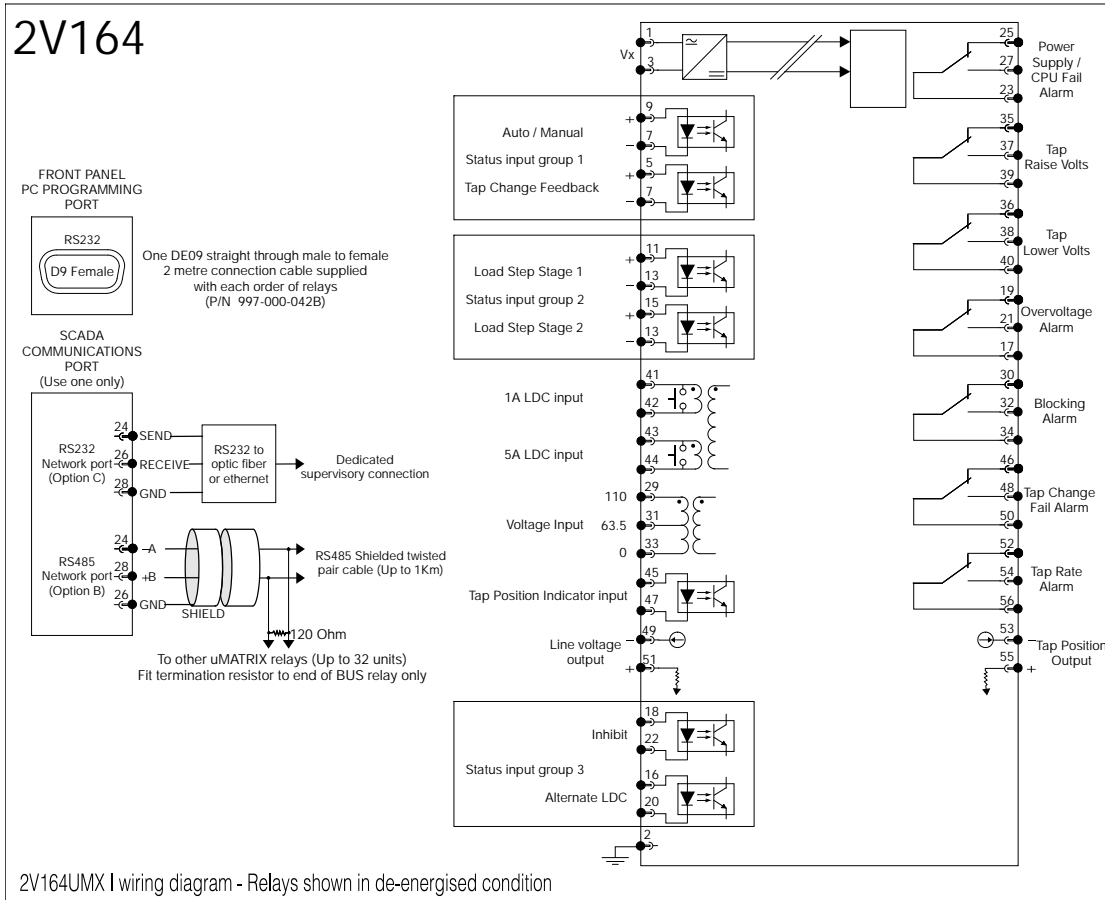 2V164
FRONT PANEL
PC PROGRAMMING
PORT
RS232
D9 Female
One DE09 straight through male to female
2 metre connection cable supplied
with each order of relays
(P/N 997-000-042B)
SCADA
COMMUNICATIONS
PORT
(Use one only)
RS232
Network port
(Option C)
24
SEND
26
RECEIVE
28
GND
RS232 to
optic fiber
or ethernet
Dedicated
supervisory connection
RS485
Network port
(Option B)
24
–A
28
+B
26
GND
SHIELD
RS485 Shielded twisted
pair cable (Up to 1Km)
120 Ohm
To other uMATRIX relays (Up to 32 units)
Fit termination resistor to end of BUS relay only
Vx
1
3
Auto / Manual
+ 9
– 7
Status input group 1
Tap Change Feedback
+ 5
– 7
Load Step Stage 1
+ 11
– 13
Status input group 2
Load Step Stage 2
+ 15
– 13
1A LDC input
41
42
5A LDC input
43
44
Voltage Input
110 29
63.5 31
0 33
Tap Position Indicator input
45
47
Line voltage
output
– 49
+ 51
Inhibit
18
22
Status input group 3
Alternate LDC
16
20
2
25
27
23
Power
Supply /
CPU Fail
Alarm
35
37
39
Tap
Raise Volts
36
38
40
Tap
Lower Volts
19
21
17
Overvoltage
Alarm
30
32
34
Blocking
Alarm
46
48
50
Tap Change
Fail Alarm
52
54
56
Tap Rate
Alarm
53 –
55 +
Tap Position
Output
2V164UMX I wiring diagram - Relays shown in de-energised condition